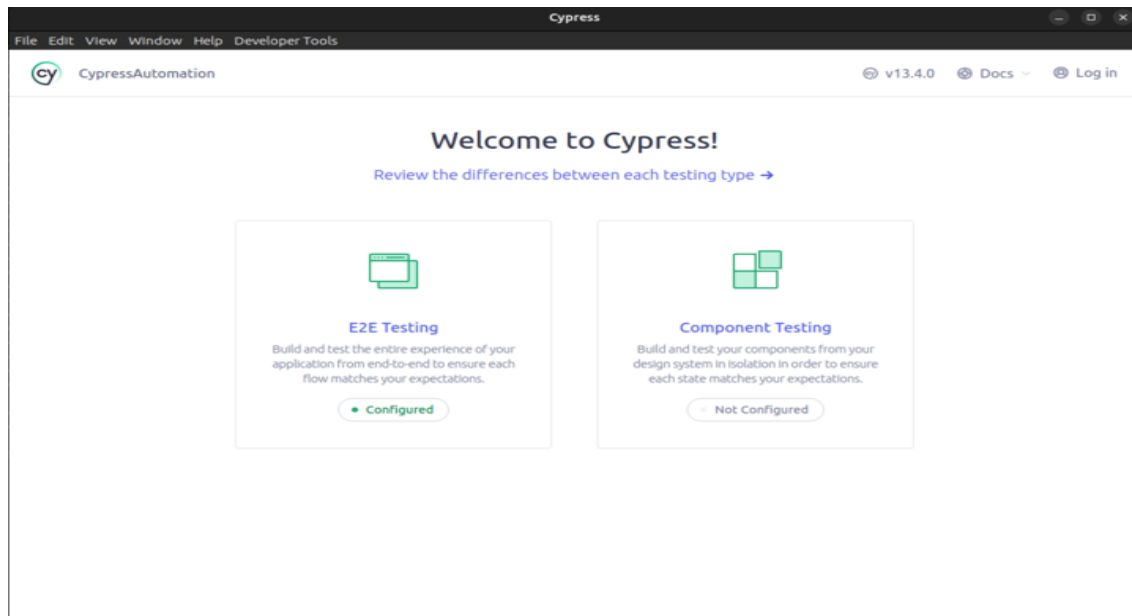 Cypress
File Edit View Window Help Developer Tools
cy CypressAutomation v13.4.0 Docs Log in
Welcome to Cypress!
Review the differences between each testing type →
E2E Testing
Build and test the entire experience of your
application from end-to-end to ensure each
flow matches your expectations.
Configured
Component Testing
Build and test your components from your
design system in isolation in order to ensure
each state matches your expectations.
Not Configured